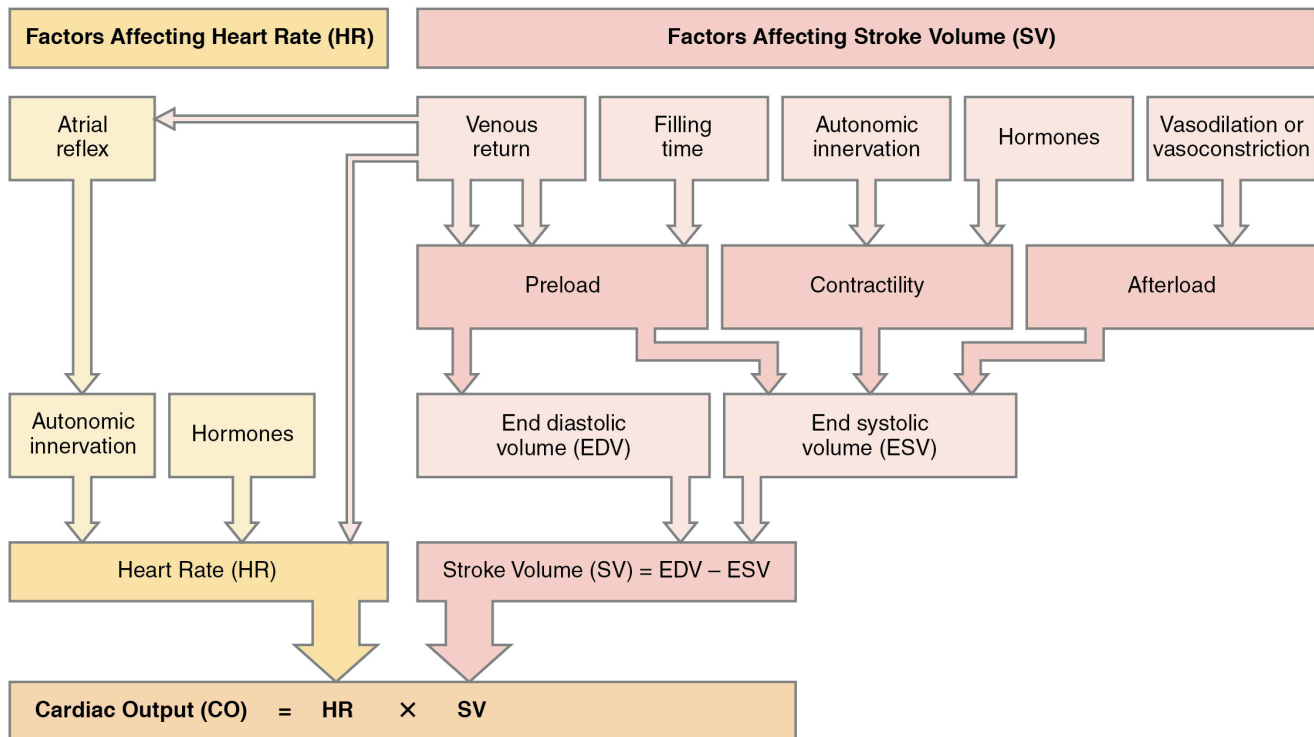 Factors Affecting Heart Rate (HR)
Factors Affecting Stroke Volume (SV)
Atrial
reflex
Venous
return
Filling
time
Autonomic
innervation
Hormones
Vasodilation or
vasoconstriction
Preload
Contractility
Afterload
Autonomic
innervation
Hormones
End diastolic
volume (EDV)
End systolic
volume (ESV)
Heart Rate (HR)
Stroke Volume (SV) = EDV – ESV
Cardiac Output (CO) = HR × SV